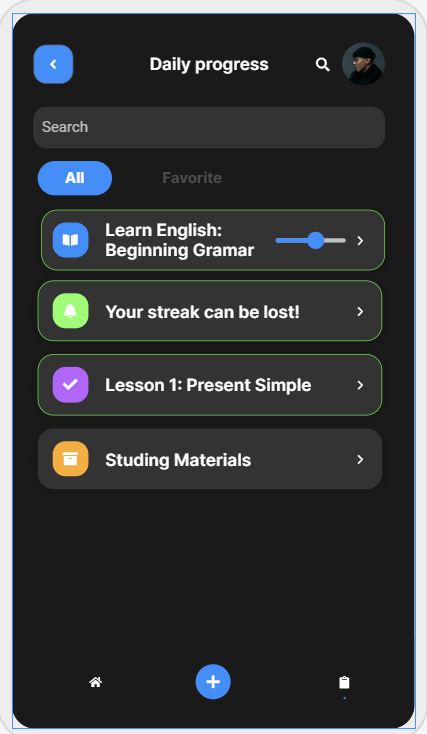 Daily progress
Search
All
Favorite
Learn English:
Beginning Gramar
Your streak can be lost!
Lesson 1: Present Simple
Studing Materials